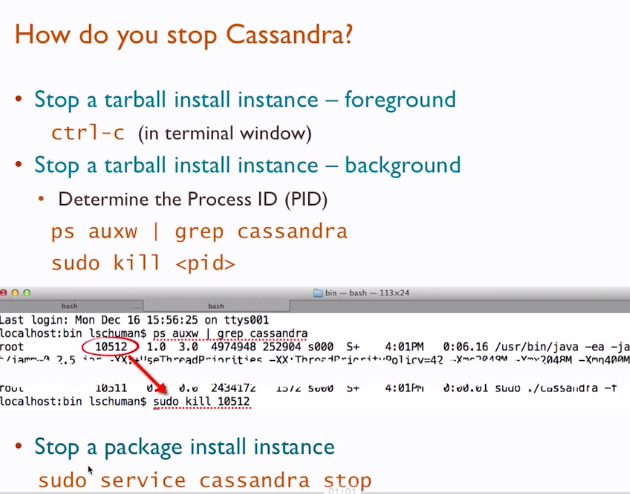 How do you stop Cassandra?
• Stop a tarball install instance – foreground
ctrl-c (in terminal window)
• Stop a tarball install instance – background
• Determine the Process ID (PID)
ps auxw | grep cassandra
sudo kill <pid>
bin — bash — 113×24
bash
bash
Last login: Mon Dec 16 15:56:25 on ttys001
localhost:bin lschuman$ ps auxw | grep cassandra
root 10512 1.0 3.0 4974948 252904 s000 S+ 4:01PM 0:06.16 /usr/bin/java -ea -ja
root 10511 0.0 2434172 1572 s000 S+ 4:01PM 0:00.01 sudo ./cassandra -f
localhost:bin lschuman$ sudo kill 10512
• Stop a package install instance
sudo service cassandra stop